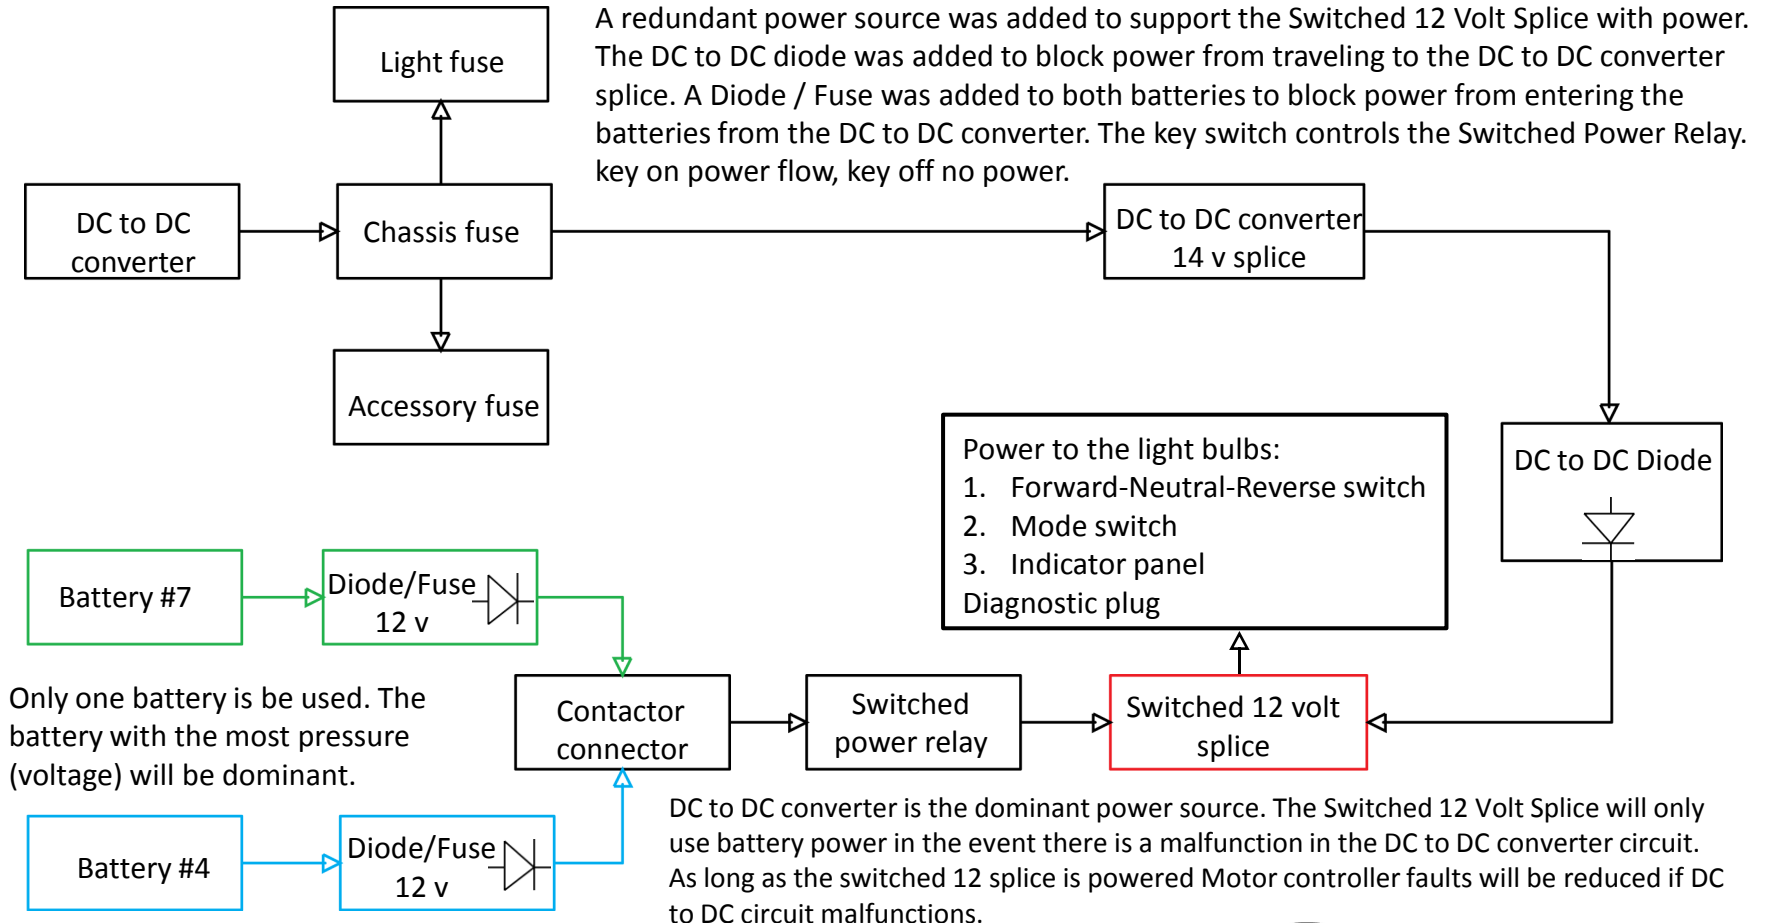 A redundant power source was added to support the Switched 12 Volt Splice with power.
The DC to DC diode was added to block power from traveling to the DC to DC converter
splice. A Diode / Fuse was added to both batteries to block power from entering the
batteries from the DC to DC converter. The key switch controls the Switched Power Relay.
key on power flow, key off no power.
Light fuse
DC to DC
converter
Chassis fuse
DC to DC converter
14 v splice
Accessory fuse
DC to DC Diode
Power to the light bulbs:
1. Forward-Neutral-Reverse switch
2. Mode switch
3. Indicator panel
Diagnostic plug
Battery #7
Diode/Fuse
12 v
Only one battery is be used. The
battery with the most pressure
(voltage) will be dominant.
Contactor
connector
Switched
power relay
Switched 12 volt
splice
Battery #4
Diode/Fuse
12 v
DC to DC converter is the dominant power source. The Switched 12 Volt Splice will only
use battery power in the event there is a malfunction in the DC to DC converter circuit.
As long as the switched 12 splice is powered Motor controller faults will be reduced if DC
to DC circuit malfunctions.